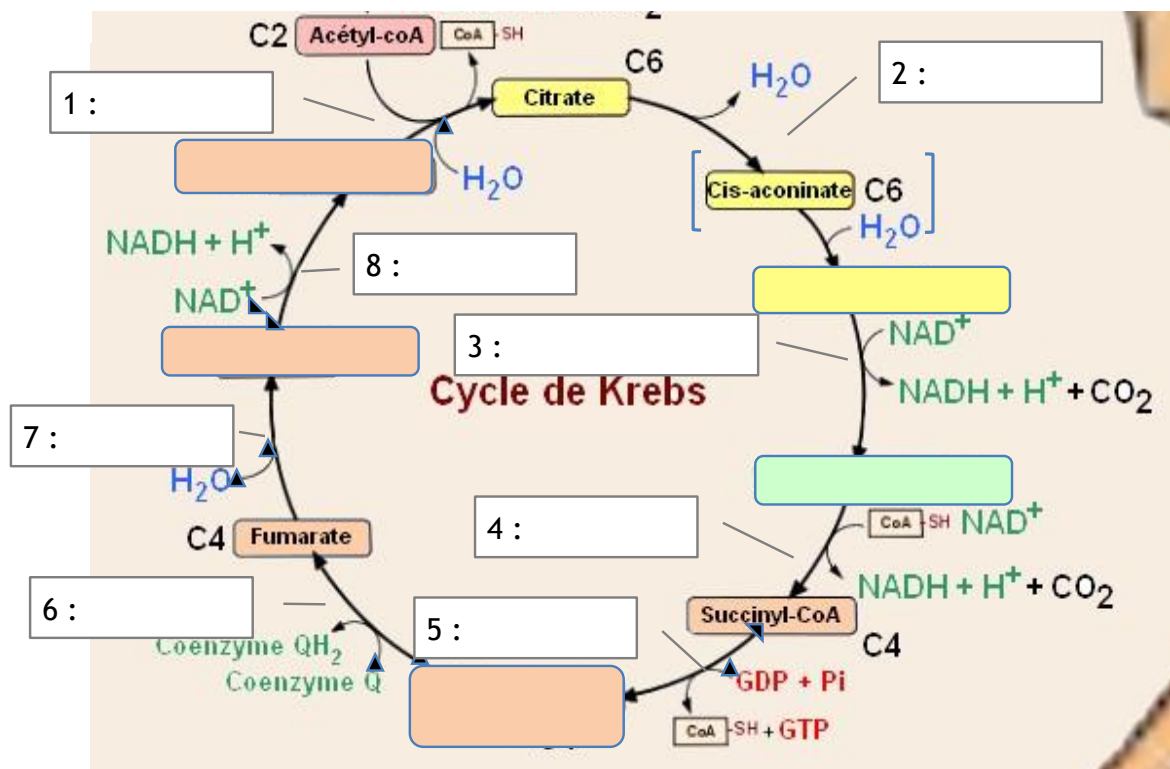 C2 Acétyl-coA CoA -SH
C6
1 :
Citrate
H2O
2 :
H2O
Cis-aconinate C6
H2O
NADH + H+
8 :
NAD+
3 :
NAD+
Cycle de Krebs
NADH + H+ + CO2
7 :
H2O
4 :
CoA -SH NAD+
C4 Fumarate
NADH + H+ + CO2
6 :
5 :
Succinyl-CoA
C4
Coenzyme QH2
Coenzyme Q
GDP + Pi
CoA -SH + GTP